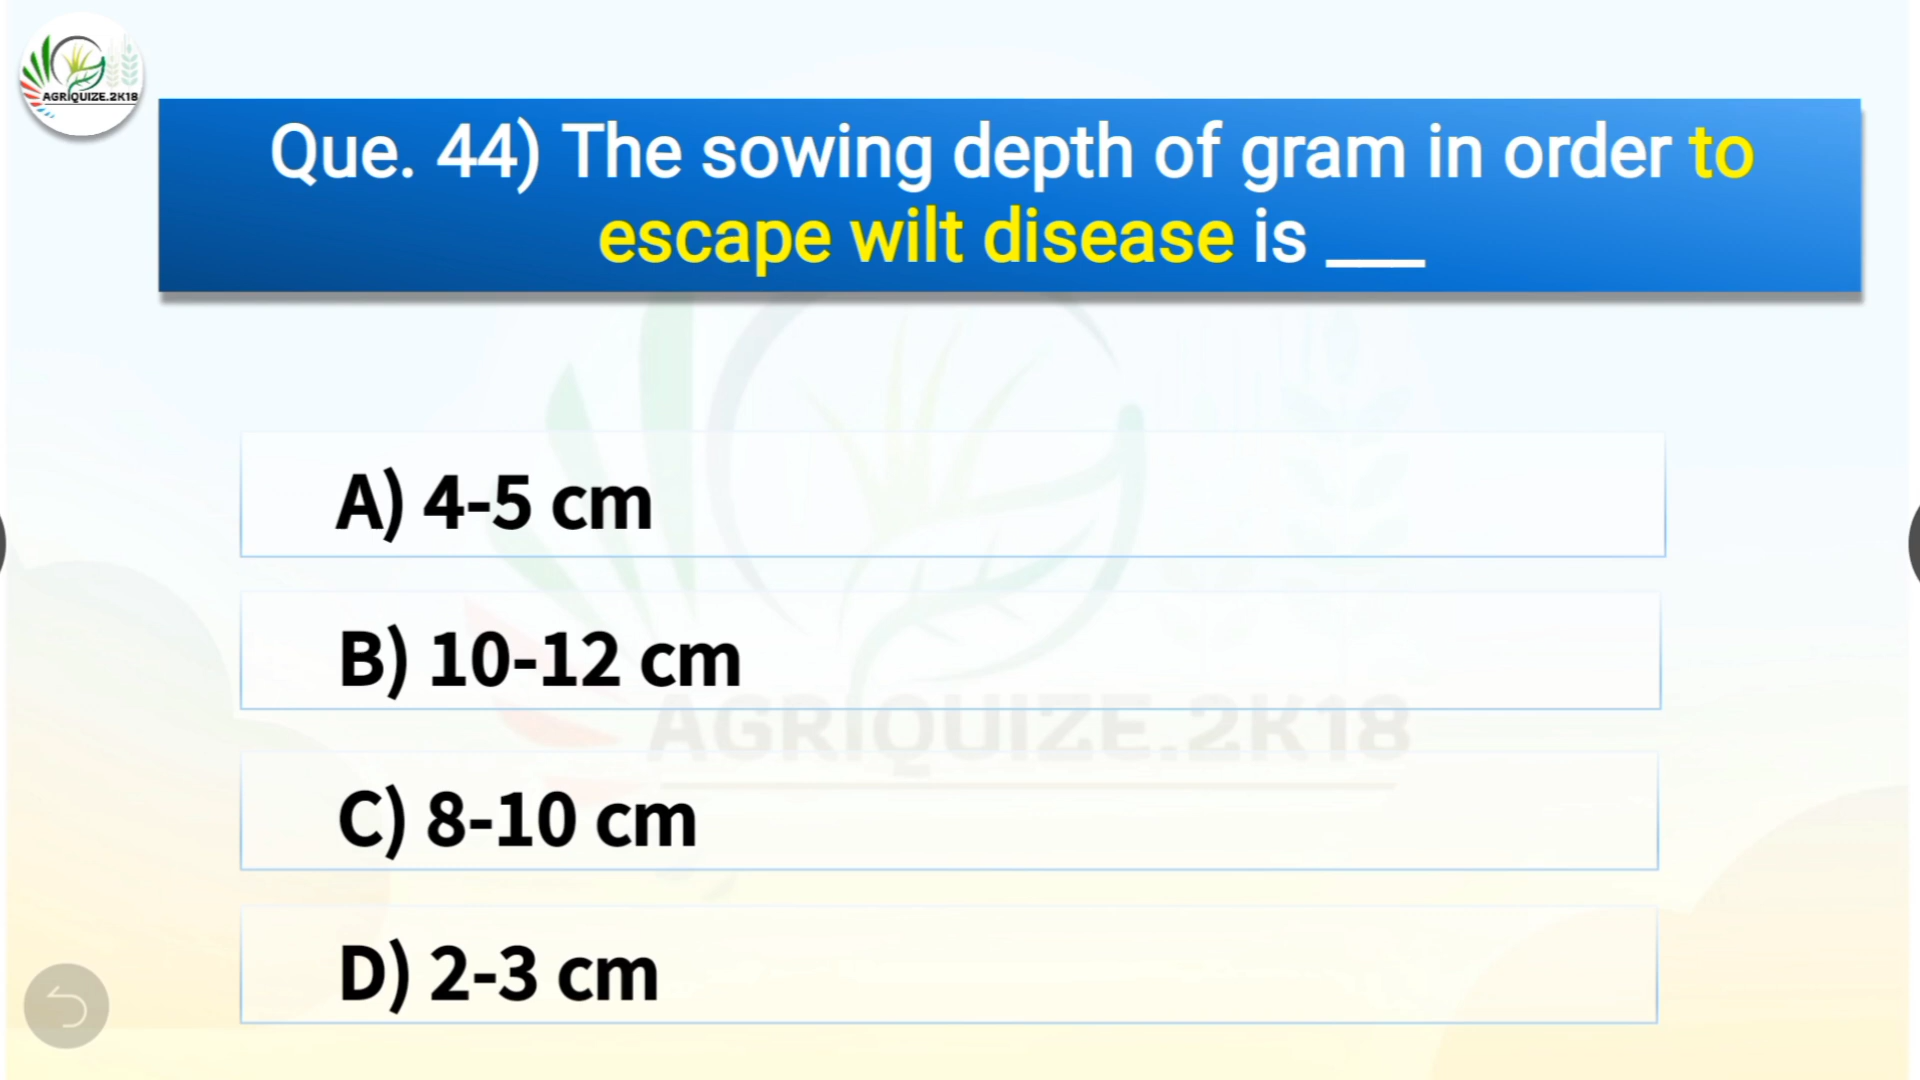 AGRIQUIZE.2K18
Que. 44) The sowing depth of gram in order to
escape wilt disease is ___
A) 4-5 cm
B) 10-12 cm
AGRIQUIZE.2K18
C) 8-10 cm
D) 2-3 cm